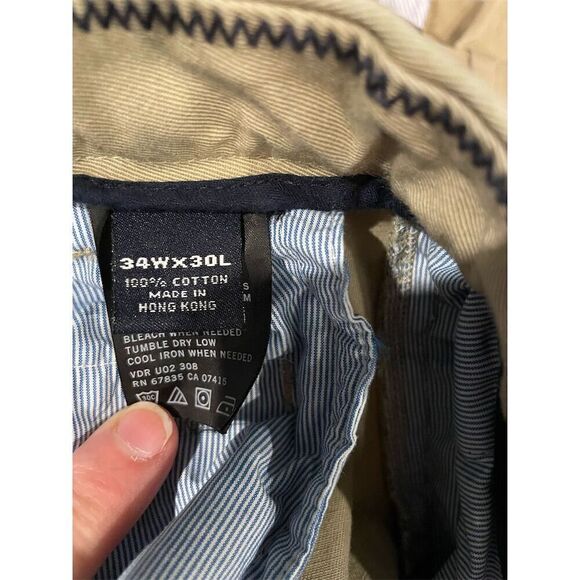 34WX30L
100% COTTON
MADE IN
HONG KONG
S
M
BLEACH WHEN NEEDED
TUMBLE DRY LOW
COOL IRON WHEN NEEDED
VDR U02 308
RN 67835 CA 07415
30C